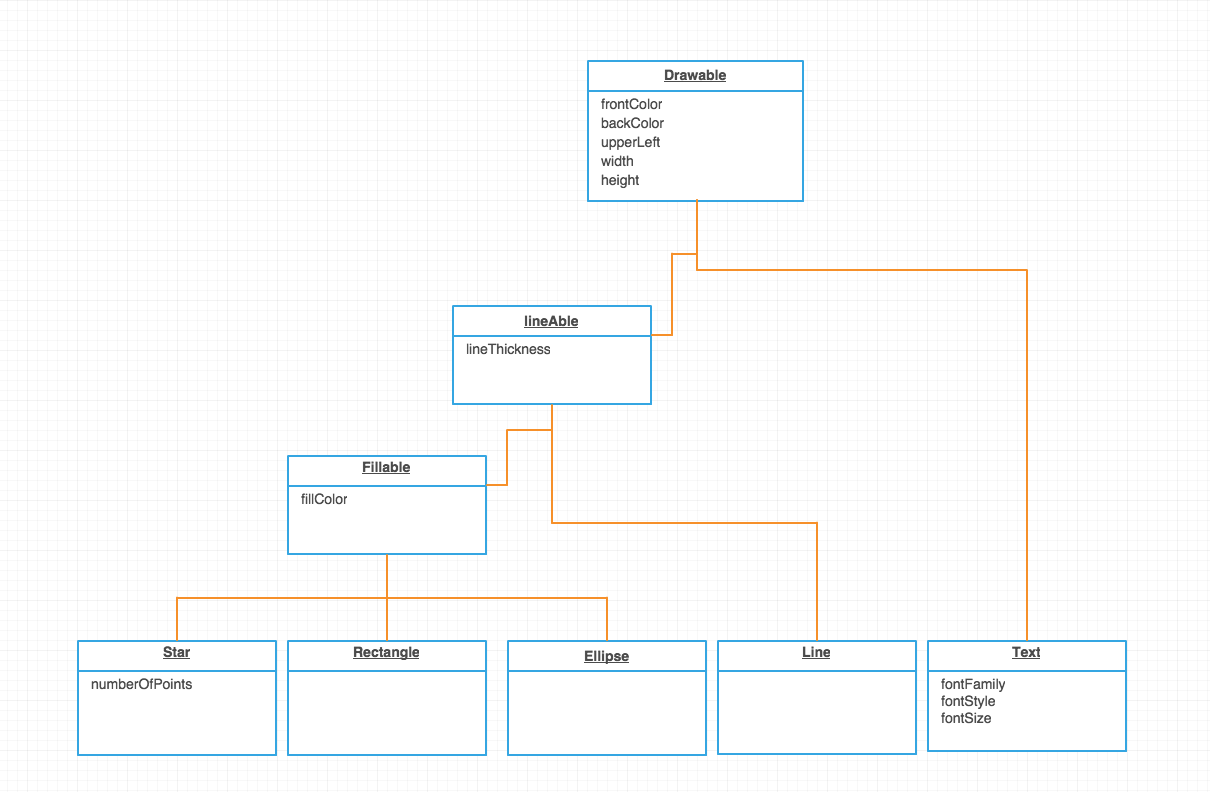 Drawable
frontColor
backColor
upperLeft
width
height
lineAble
lineThickness
Fillable
fillColor
Star
numberOfPoints
Rectangle
Ellipse
Line
Text
fontFamily
fontStyle
fontSize